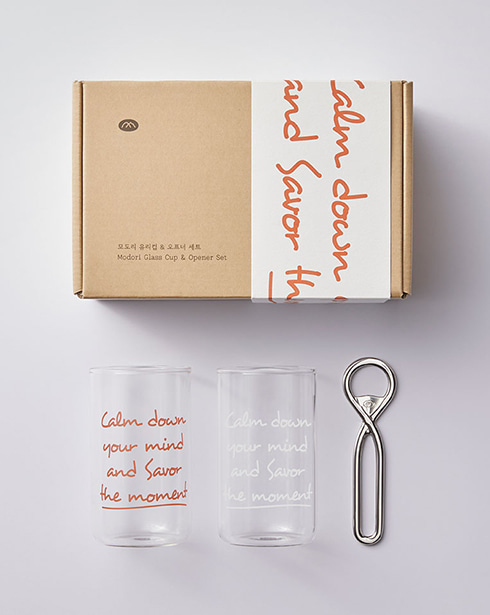 Calm down
and Savor th
모도리 유리컵 & 오프너 세트
Modori Glass Cup & Opener Set
Calm down
your mind
and Savor
the moment
Calm down
your mind
and Savor
the moment